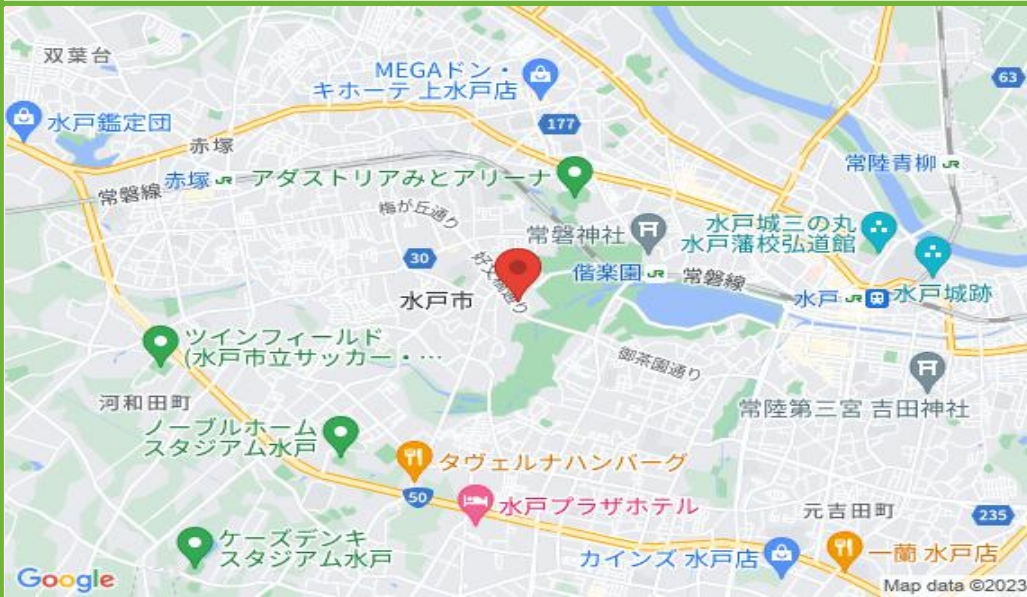 双葉台
MEGAドン・
キホーテ 上水戸店
63
水戸鑑定団
177
赤塚
常磐線
赤塚 JR
アダストリアみとアリーナ
常陸青柳 JR
梅が丘通り
常磐神社
水戸城三の丸
水戸藩校弘道館
30
好文橋通り
偕楽園 JR
常磐線
水戸市
水戸 JR
水戸城跡
ツインフィールド
(水戸市立サッカー・…
御茶園通り
河和田町
常陸第三宮 吉田神社
ノーブルホーム
スタジアム水戸
タヴェルナハンバーグ
50
水戸プラザホテル
元吉田町
235
ケーズデンキ
スタジアム水戸
カインズ 水戸店
一蘭 水戸店
Google
Map data ©2023